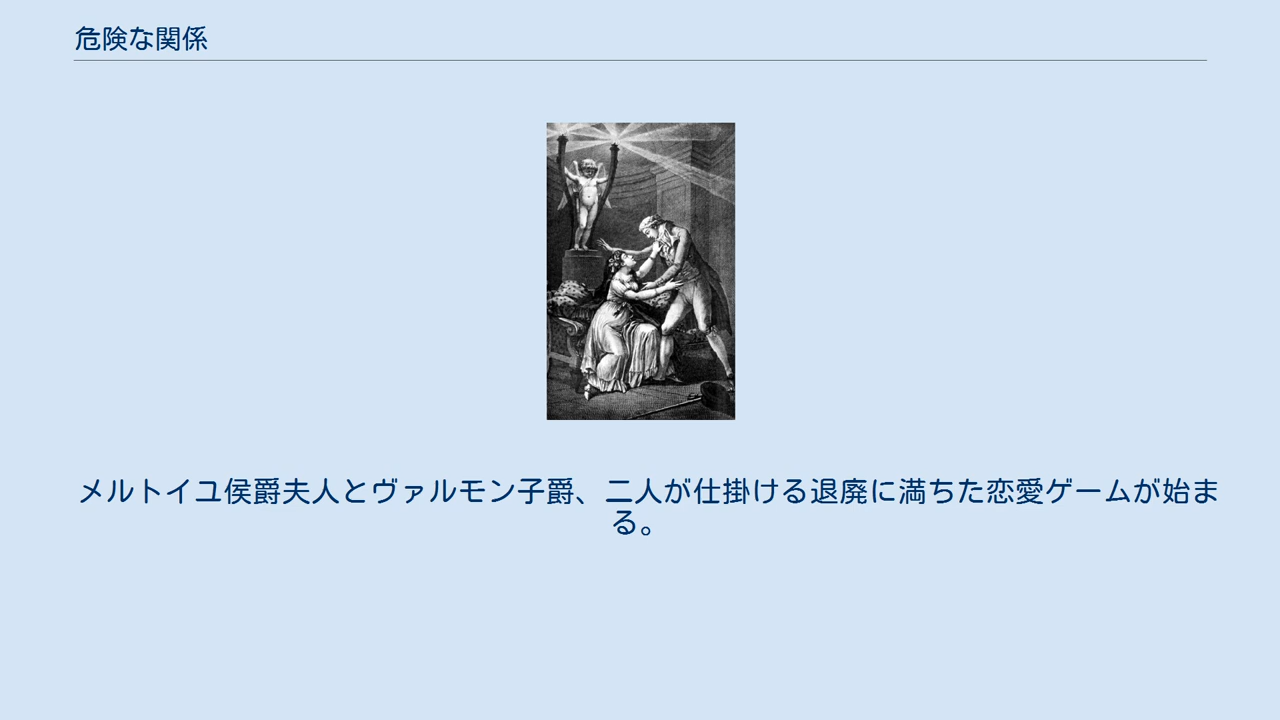 危険な関係
メルトイユ侯爵夫人とヴァルモン子爵、二人が仕掛ける退廃に満ちた恋愛ゲームが始ま
る。